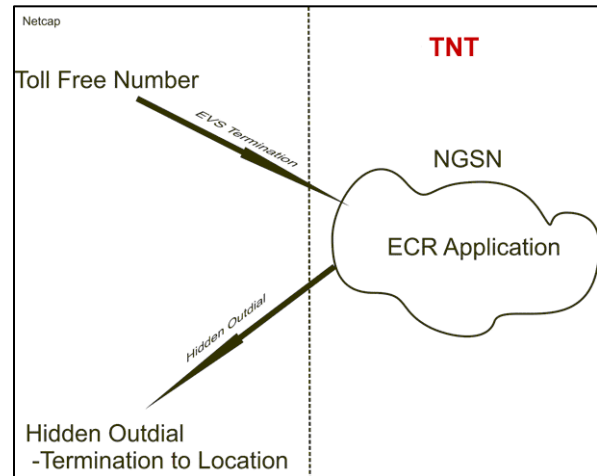 Netcap
TNT
Toll Free Number
EVS Termination
NGSN
ECR Application
Hidden Outdial
Hidden Outdial
-Termination to Location